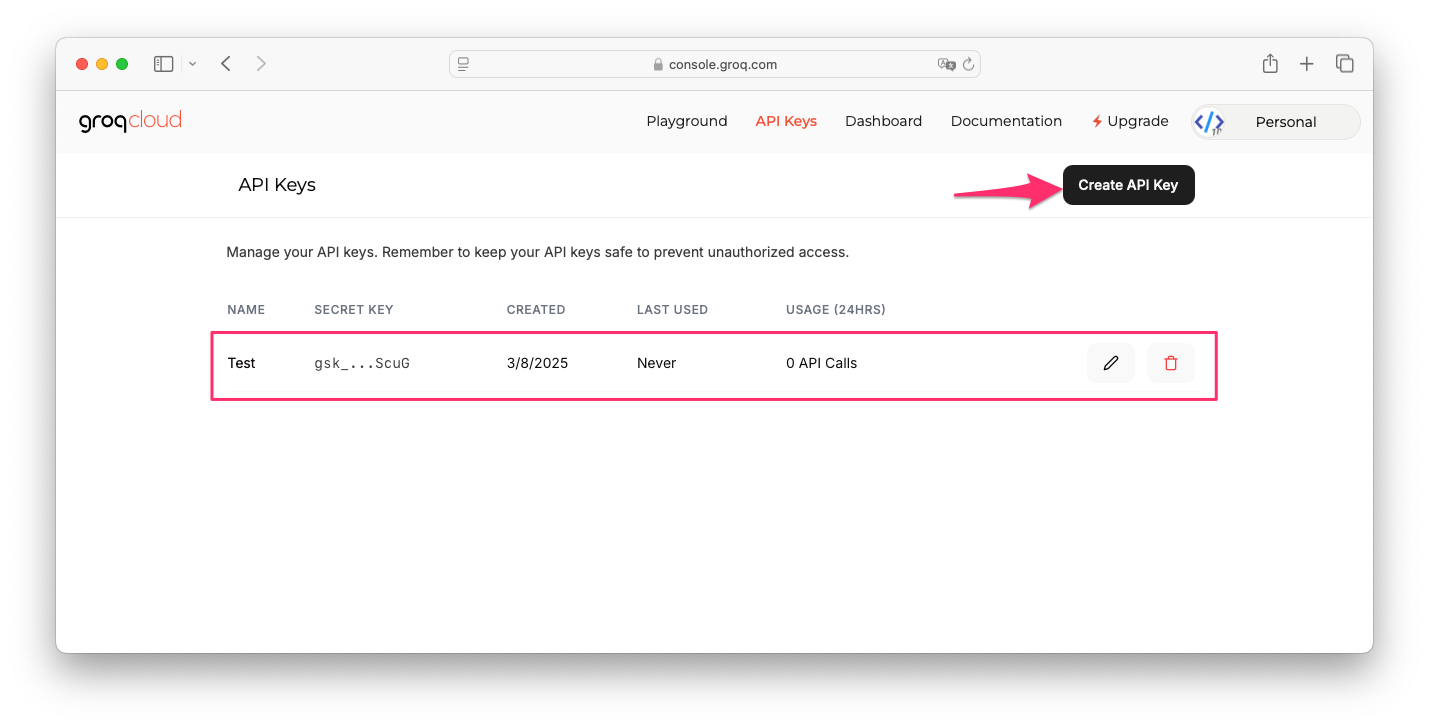 console.groq.com
groqcloud
Playground API Keys Dashboard Documentation Upgrade Personal
API Keys
Create API Key
Manage your API keys. Remember to keep your API keys safe to prevent unauthorized access.
NAME SECRET KEY CREATED LAST USED USAGE (24HRS)
Test gsk_...ScuG 3/8/2025 Never 0 API Calls